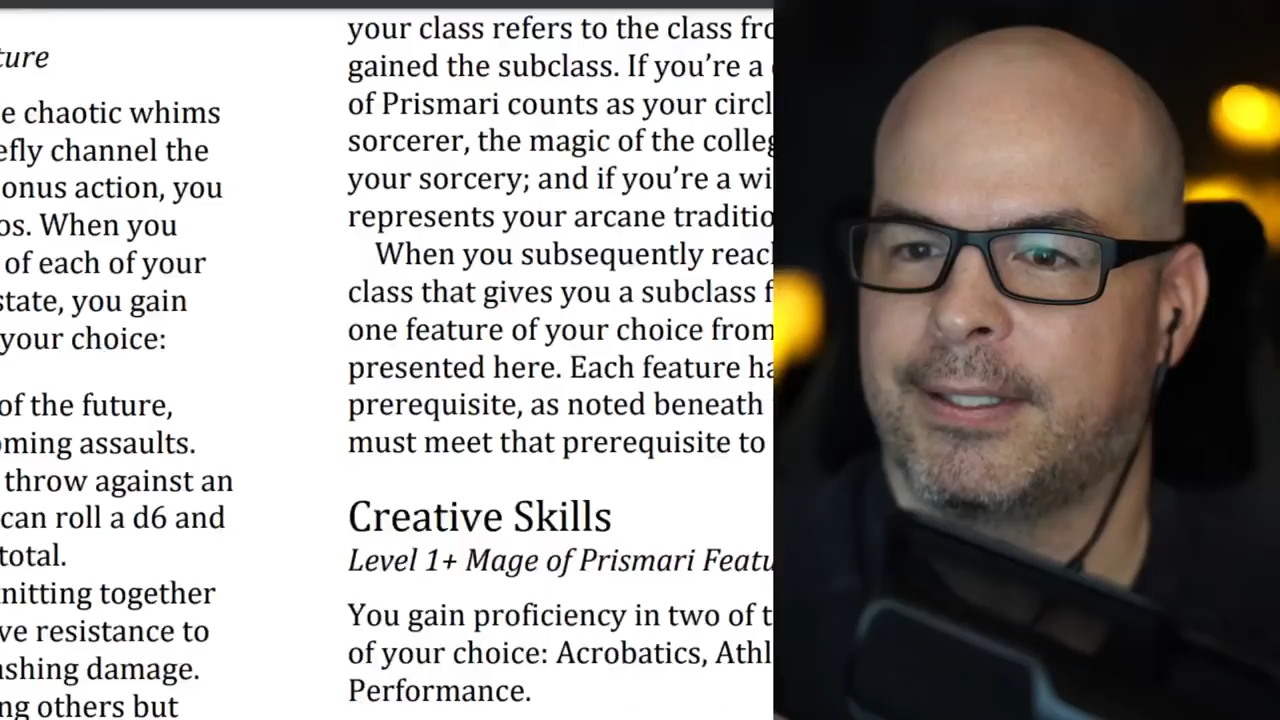 ture
e chaotic whims
efly channel the
onus action, you
os. When you
of each of your
state, you gain
your choice:
of the future,
oming assaults.
throw against an
can roll a d6 and
total.
nitting together
ve resistance to
ashing damage.
ng others but
your class refers to the class fro
gained the subclass. If you’re a
of Prismari counts as your circl
sorcerer, the magic of the colleg
your sorcery; and if you’re a wi
represents your arcane traditio
When you subsequently reac
class that gives you a subclass f
one feature of your choice from
presented here. Each feature ha
prerequisite, as noted beneath
must meet that prerequisite to
Creative Skills
Level 1+ Mage of Prismari Featu
You gain proficiency in two of t
of your choice: Acrobatics, Athl
Performance.